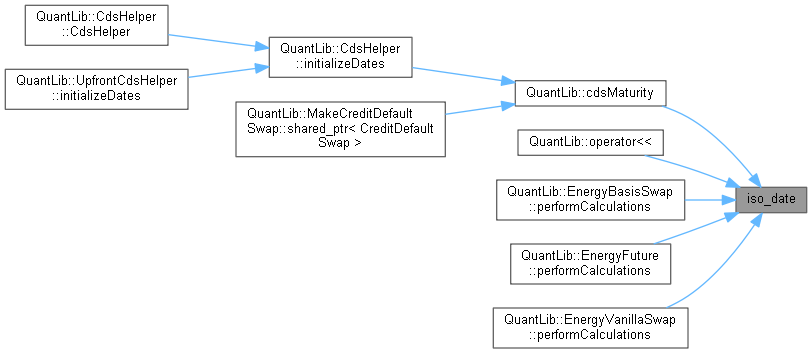 QuantLib::CdsHelper
::CdsHelper
QuantLib::UpfrontCdsHelper
::initializeDates
QuantLib::CdsHelper
::initializeDates
QuantLib::MakeCreditDefault
Swap::shared_ptr< CreditDefault
Swap >
QuantLib::cdsMaturity
QuantLib::operator<<
QuantLib::EnergyBasisSwap
::performCalculations
QuantLib::EnergyFuture
::performCalculations
QuantLib::EnergyVanillaSwap
::performCalculations
iso_date